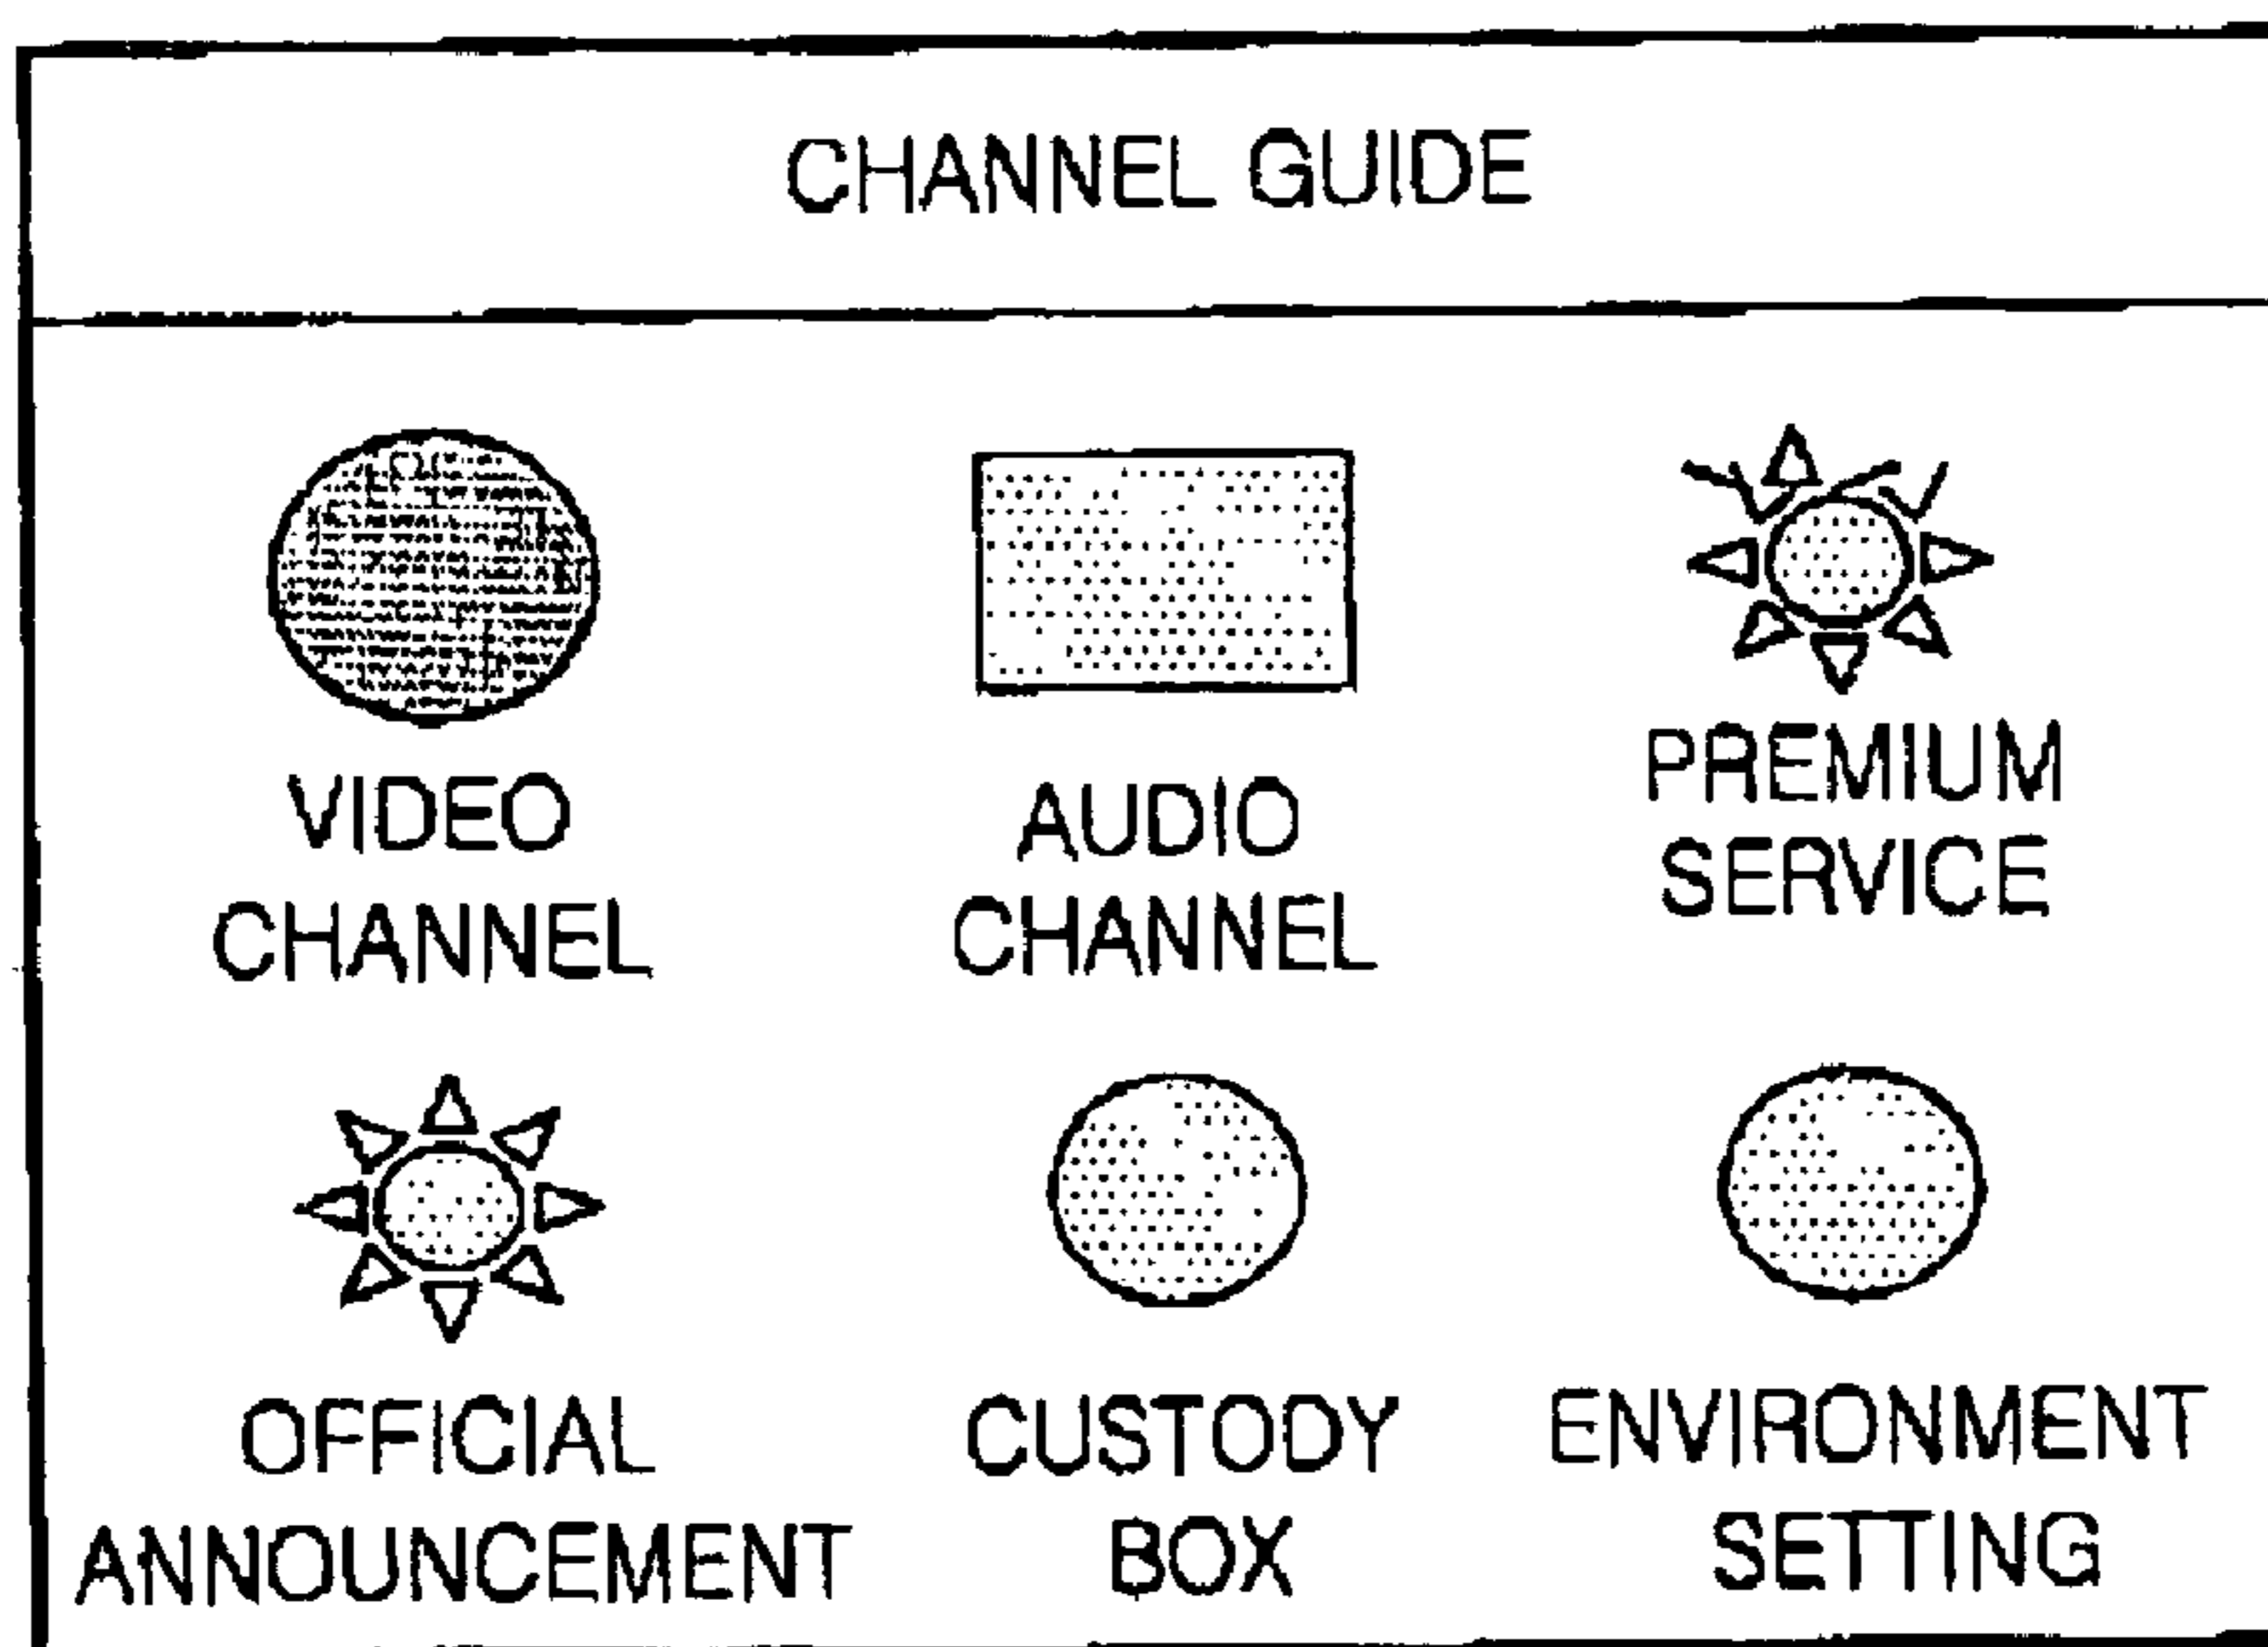 CHANNEL GUIDE
VIDEO
CHANNEL
AUDIO
CHANNEL
PREMIUM
SERVICE
OFFICIAL
ANNOUNCEMENT
CUSTODY
BOX
ENVIRONMENT
SETTING